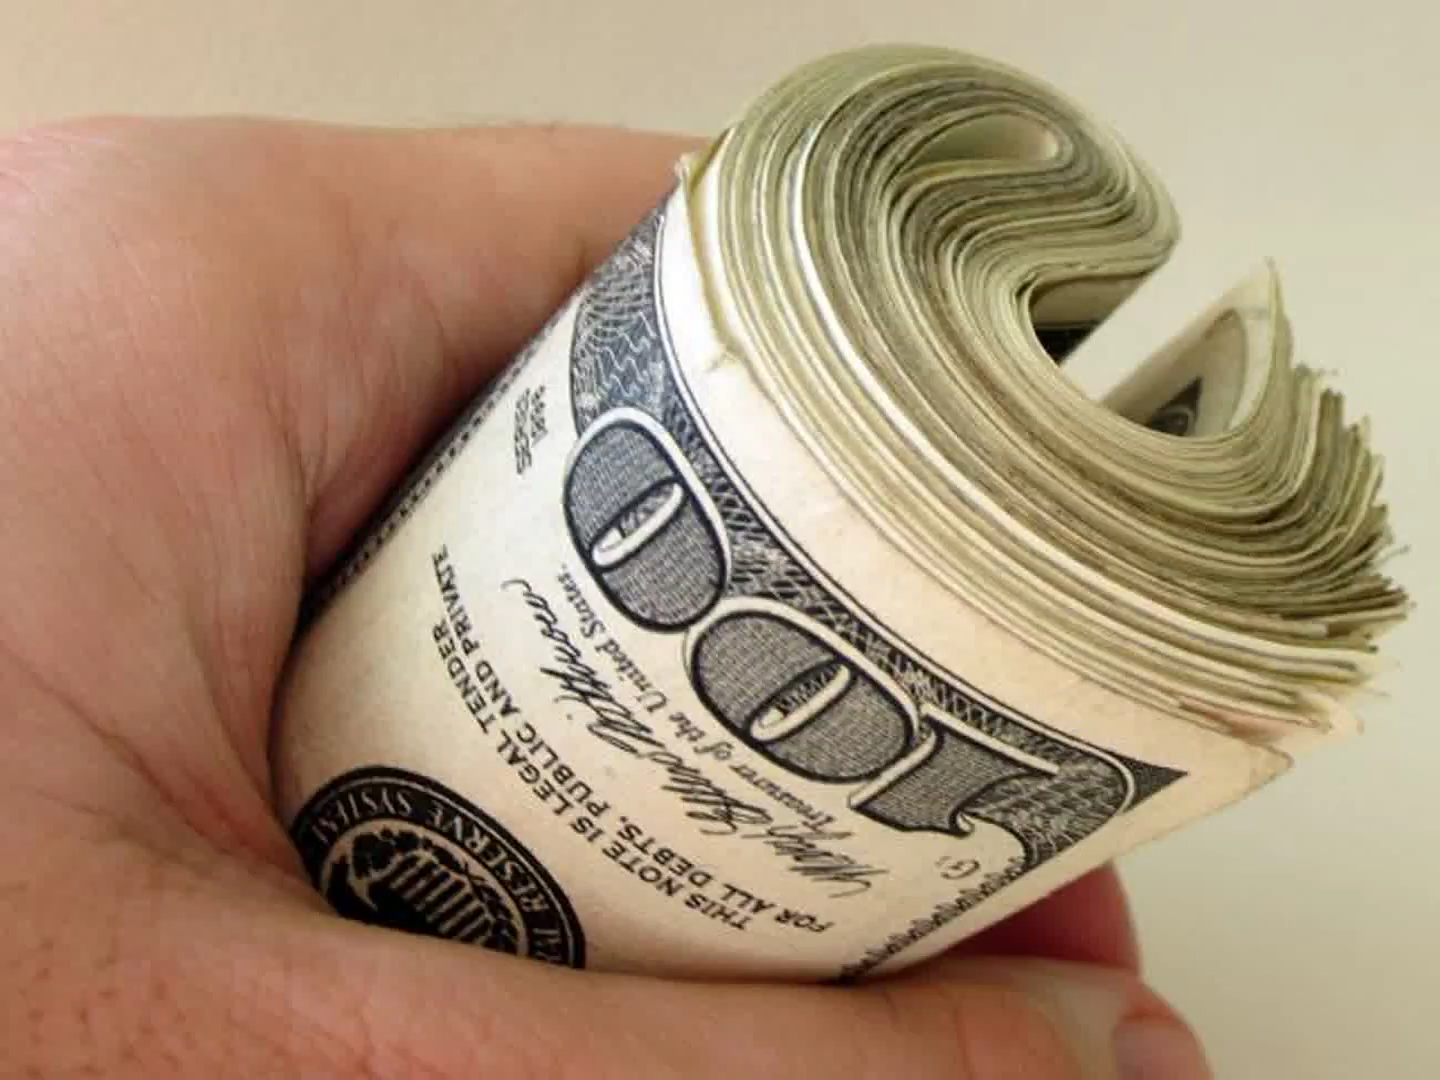 100
Treasurer of the United States.
THIS NOTE IS LEGAL TENDER
FOR ALL DEBTS, PUBLIC AND PRIVATE
RESERVE SYSTEM